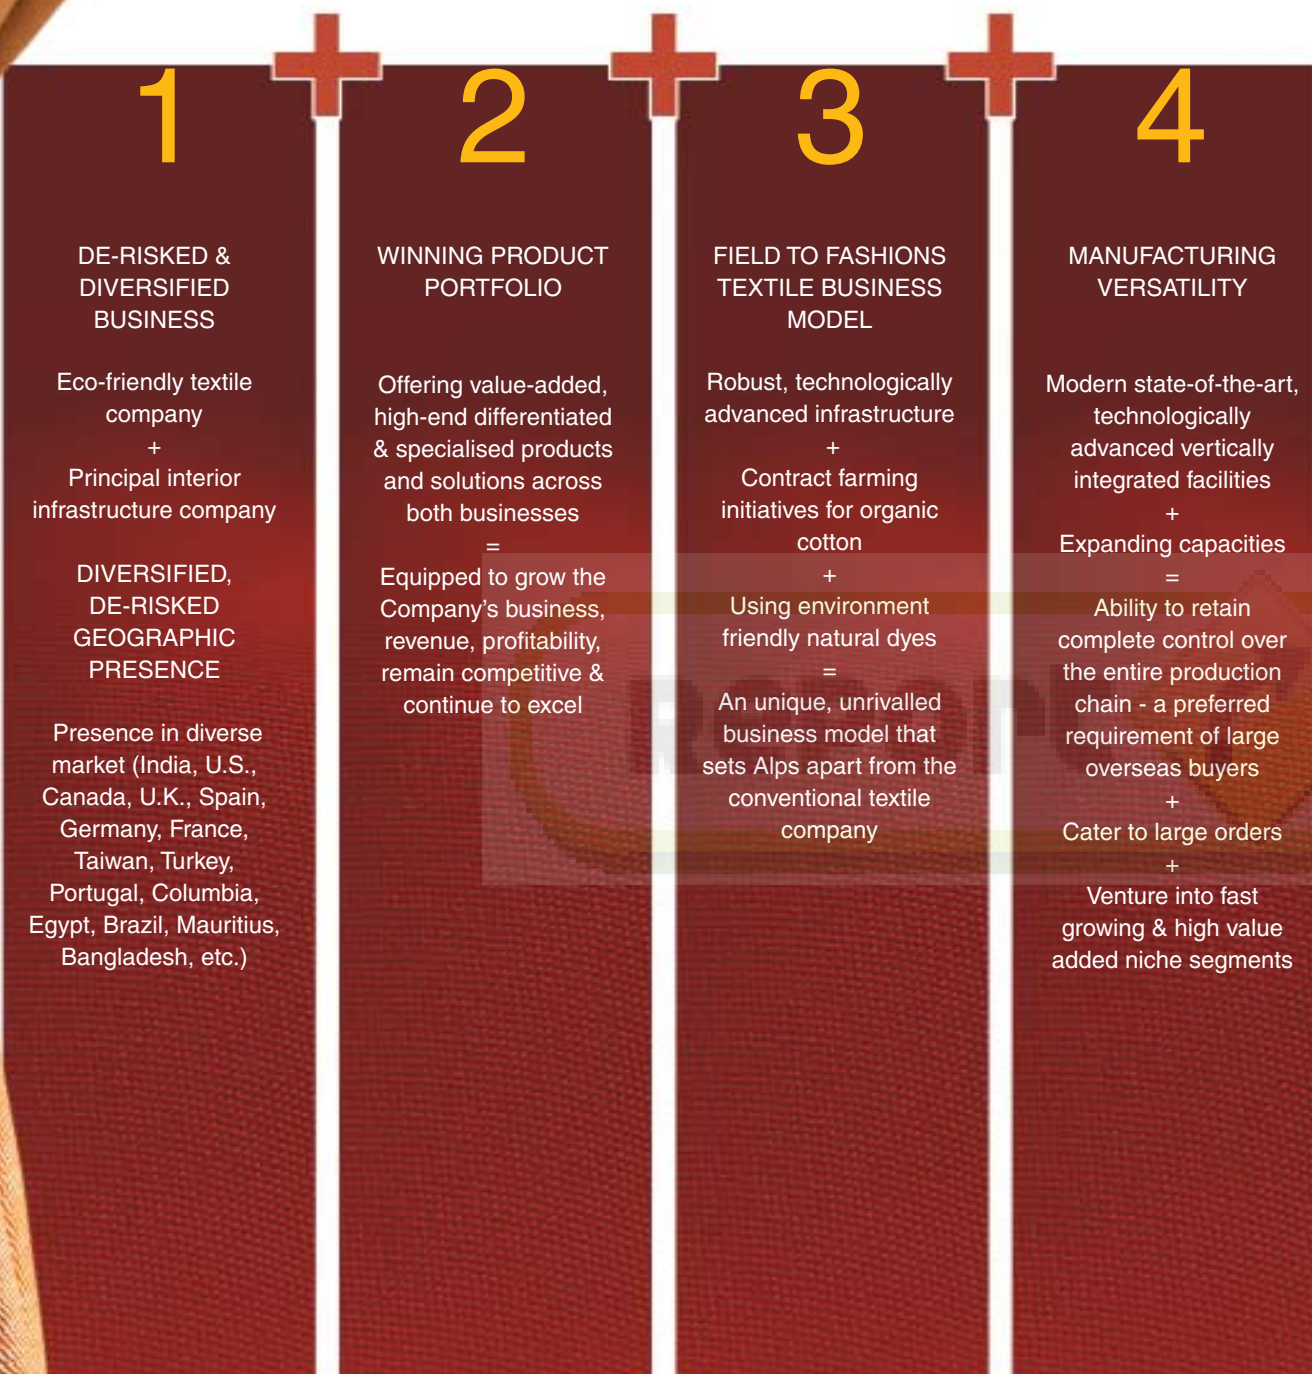 1
DE-RISKED &
DIVERSIFIED
BUSINESS
Eco-friendly textile
company
+
Principal interior
infrastructure company
DIVERSIFIED,
DE-RISKED
GEOGRAPHIC
PRESENCE
Presence in diverse
market (India, U.S.,
Canada, U.K., Spain,
Germany, France,
Taiwan, Turkey,
Portugal, Columbia,
Egypt, Brazil, Mauritius,
Bangladesh, etc.)
2
WINNING PRODUCT
PORTFOLIO
Offering value-added,
high-end differentiated
& specialised products
and solutions across
both businesses
=
Equipped to grow the
Company's business,
revenue, profitability,
remain competitive &
continue to excel
3
FIELD TO FASHIONS
TEXTILE BUSINESS
MODEL
Robust, technologically
advanced infrastructure
+
Contract farming
initiatives for organic
cotton
+
Using environment
friendly natural dyes
=
An unique, unrivalled
business model that
sets Alps apart from the
conventional textile
company
4
MANUFACTURING
VERSATILITY
Modern state-of-the-art,
technologically
advanced vertically
integrated facilities
+
Expanding capacities
=
Ability to retain
complete control over
the entire production
chain - a preferred
requirement of large
overseas buyers
+
Cater to large orders
+
Venture into fast
growing & high value
added niche segments